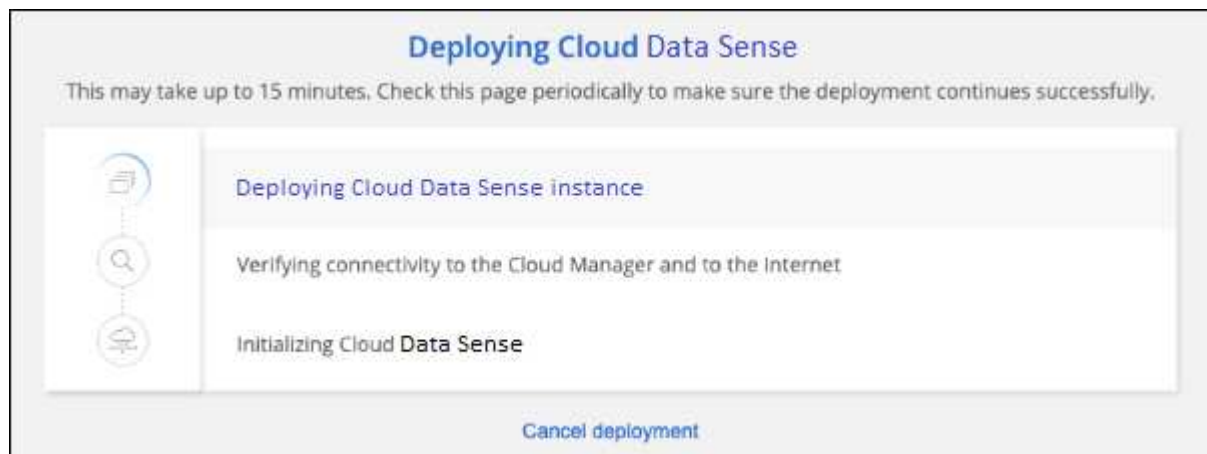 Deploying Cloud Data Sense
This may take up to 15 minutes. Check this page periodically to make sure the deployment continues successfully.
Deploying Cloud Data Sense instance
Verifying connectivity to the Cloud Manager and to the Internet
Initializing Cloud Data Sense
Cancel deployment